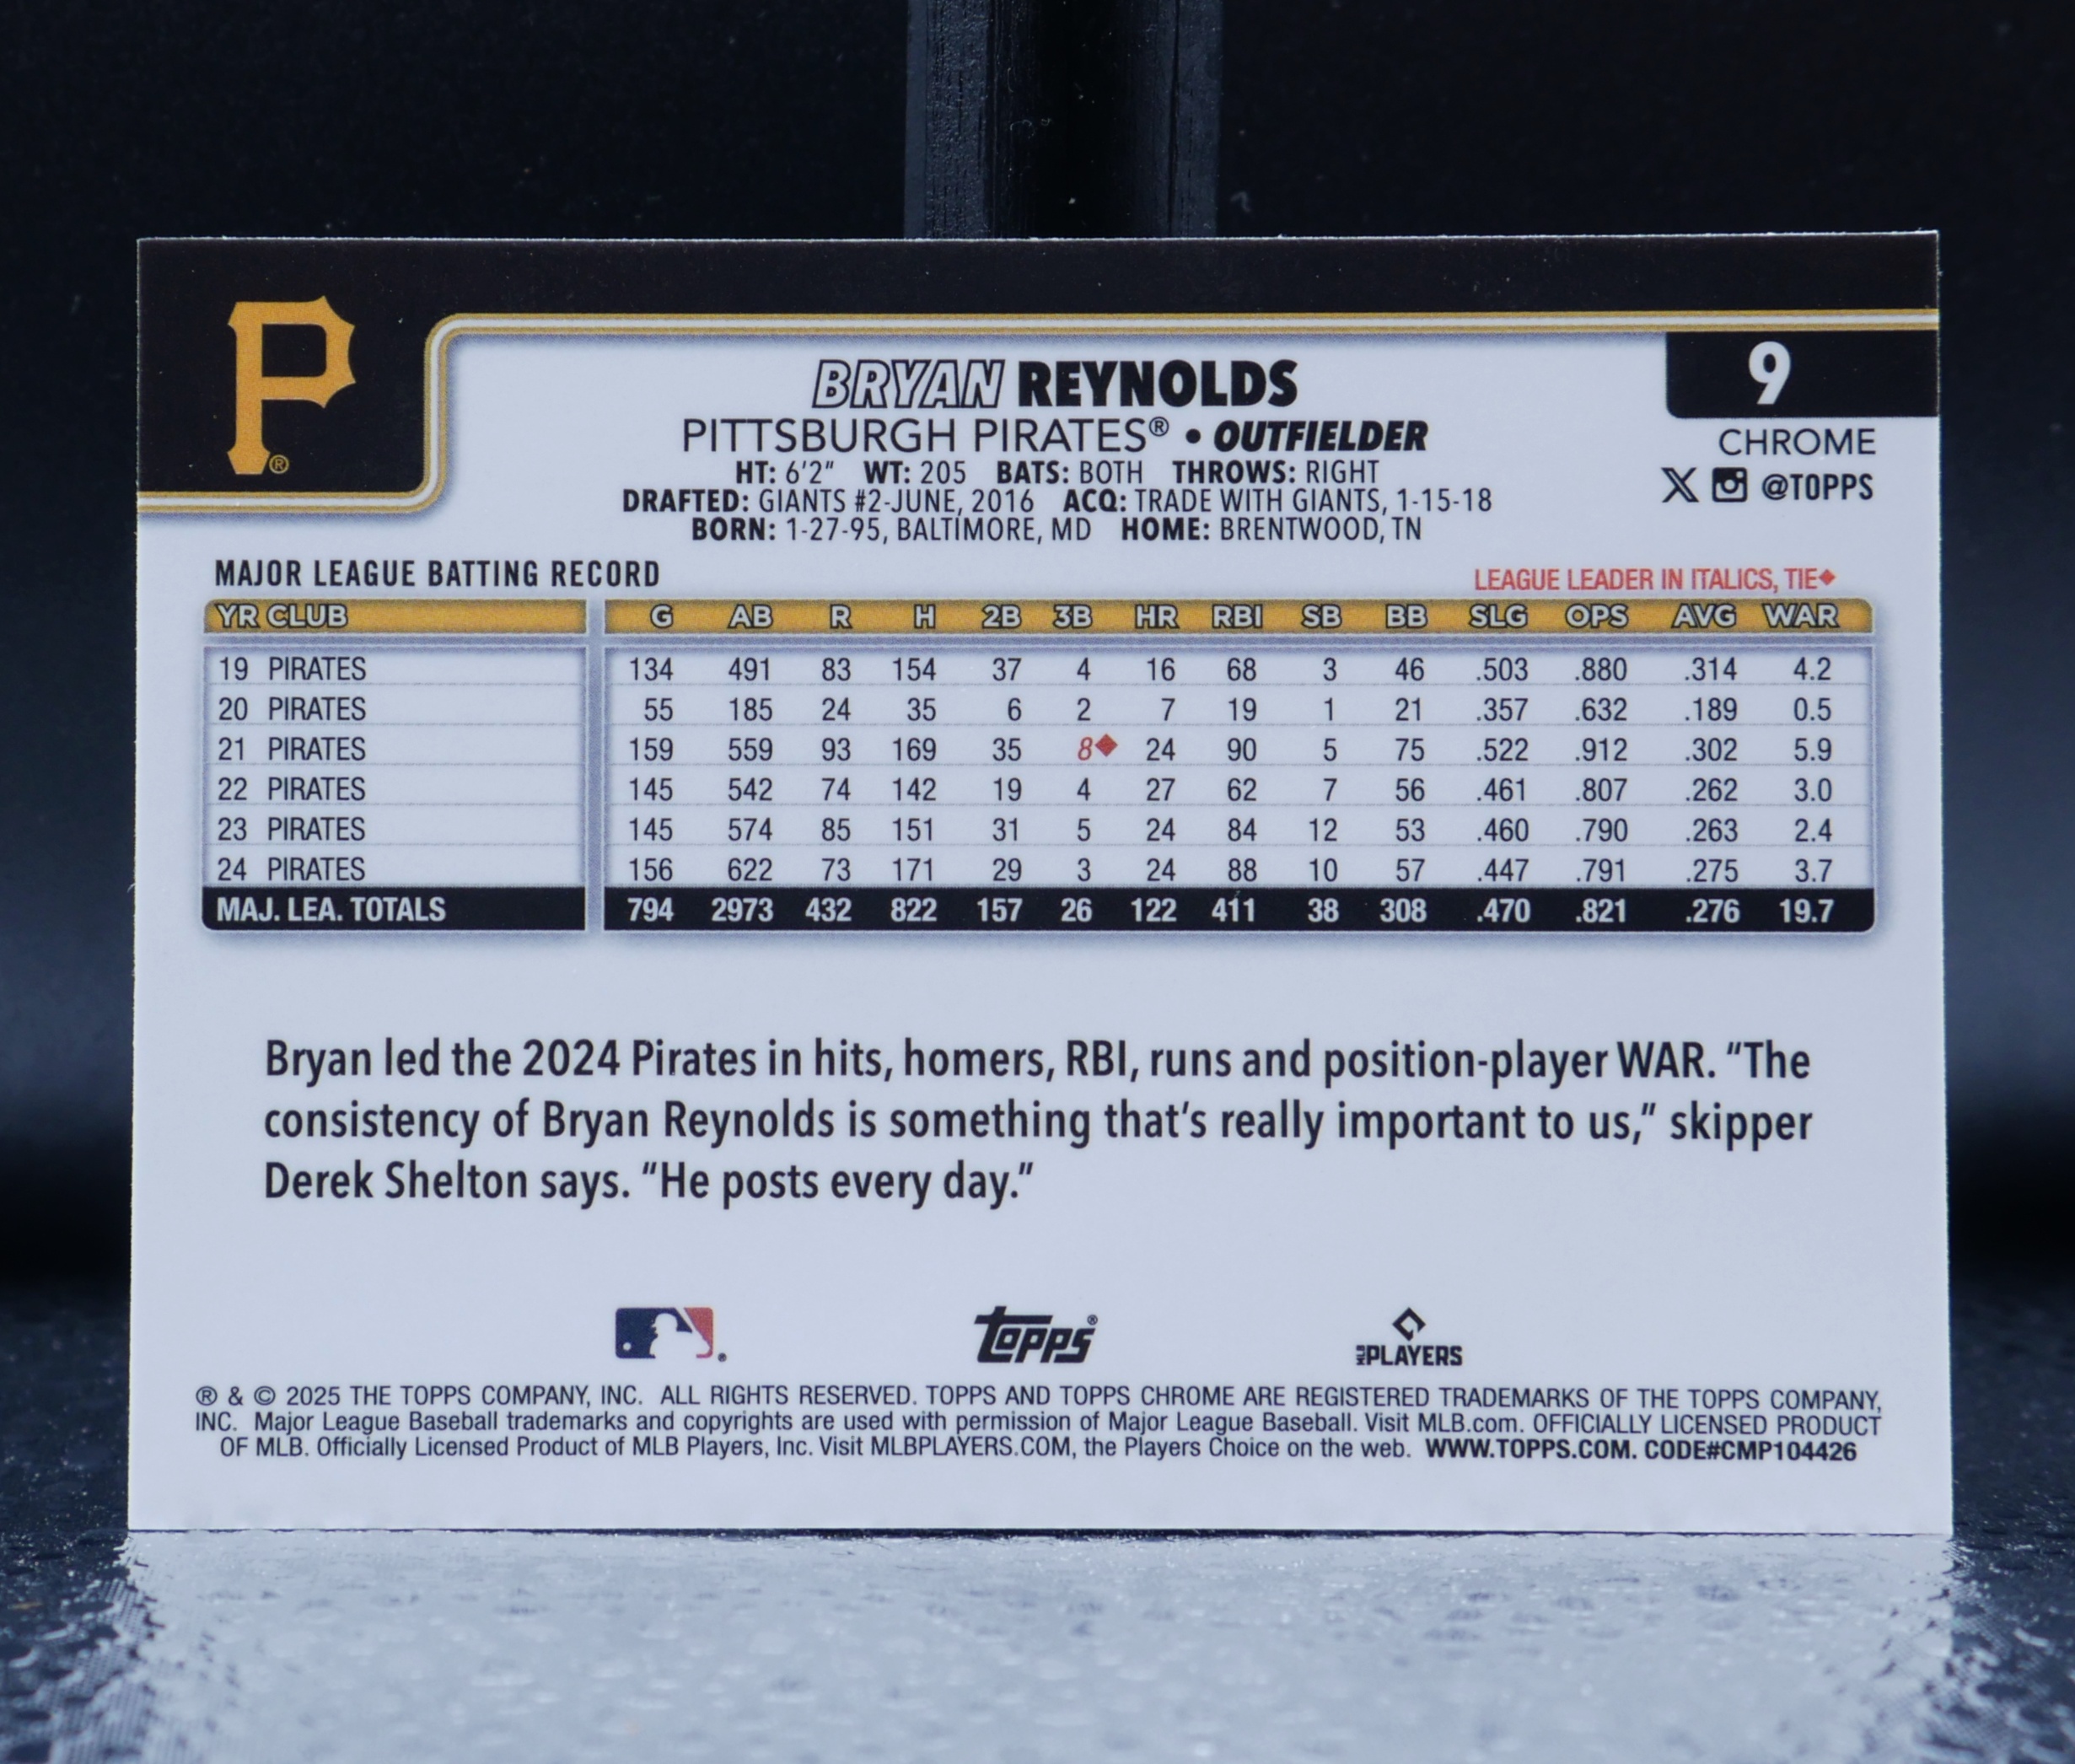 P®
BRYAN REYNOLDS
9
PITTSBURGH PIRATES® • OUTFIELDER
CHROME
HT: 6'2" WT: 205 BATS: BOTH THROWS: RIGHT
X @TOPPS
DRAFTED: GIANTS #2-JUNE, 2016 ACQ: TRADE WITH GIANTS, 1-15-18
BORN: 1-27-95, BALTIMORE, MD HOME: BRENTWOOD, TN
MAJOR LEAGUE BATTING RECORD
LEAGUE LEADER IN ITALICS, TIE◆
YR CLUB G AB R H 2B 3B HR RBI SB BB SLG OPS AVG WAR
19 PIRATES 134 491 83 154 37 4 16 68 3 46 .503 .880 .314 4.2
20 PIRATES 55 185 24 35 6 2 7 19 1 21 .357 .632 .189 0.5
21 PIRATES 159 559 93 169 35 8◆ 24 90 5 75 .522 .912 .302 5.9
22 PIRATES 145 542 74 142 19 4 27 62 7 56 .461 .807 .262 3.0
23 PIRATES 145 574 85 151 31 5 24 84 12 53 .460 .790 .263 2.4
24 PIRATES 156 622 73 171 29 3 24 88 10 57 .447 .791 .275 3.7
MAJ. LEA. TOTALS 794 2973 432 822 157 26 122 411 38 308 .470 .821 .276 19.7
Bryan led the 2024 Pirates in hits, homers, RBI, runs and position-player WAR. “The
consistency of Bryan Reynolds is something that’s really important to us,” skipper
Derek Shelton says. “He posts every day.”
®
topps®
MLB PLAYERS
® & © 2025 THE TOPPS COMPANY, INC. ALL RIGHTS RESERVED. TOPPS AND TOPPS CHROME ARE REGISTERED TRADEMARKS OF THE TOPPS COMPANY,
INC. Major League Baseball trademarks and copyrights are used with permission of Major League Baseball. Visit MLB.com. OFFICIALLY LICENSED PRODUCT
OF MLB. Officially Licensed Product of MLB Players, Inc. Visit MLBPLAYERS.COM, the Players Choice on the web. WWW.TOPPS.COM. CODE#CMP104426